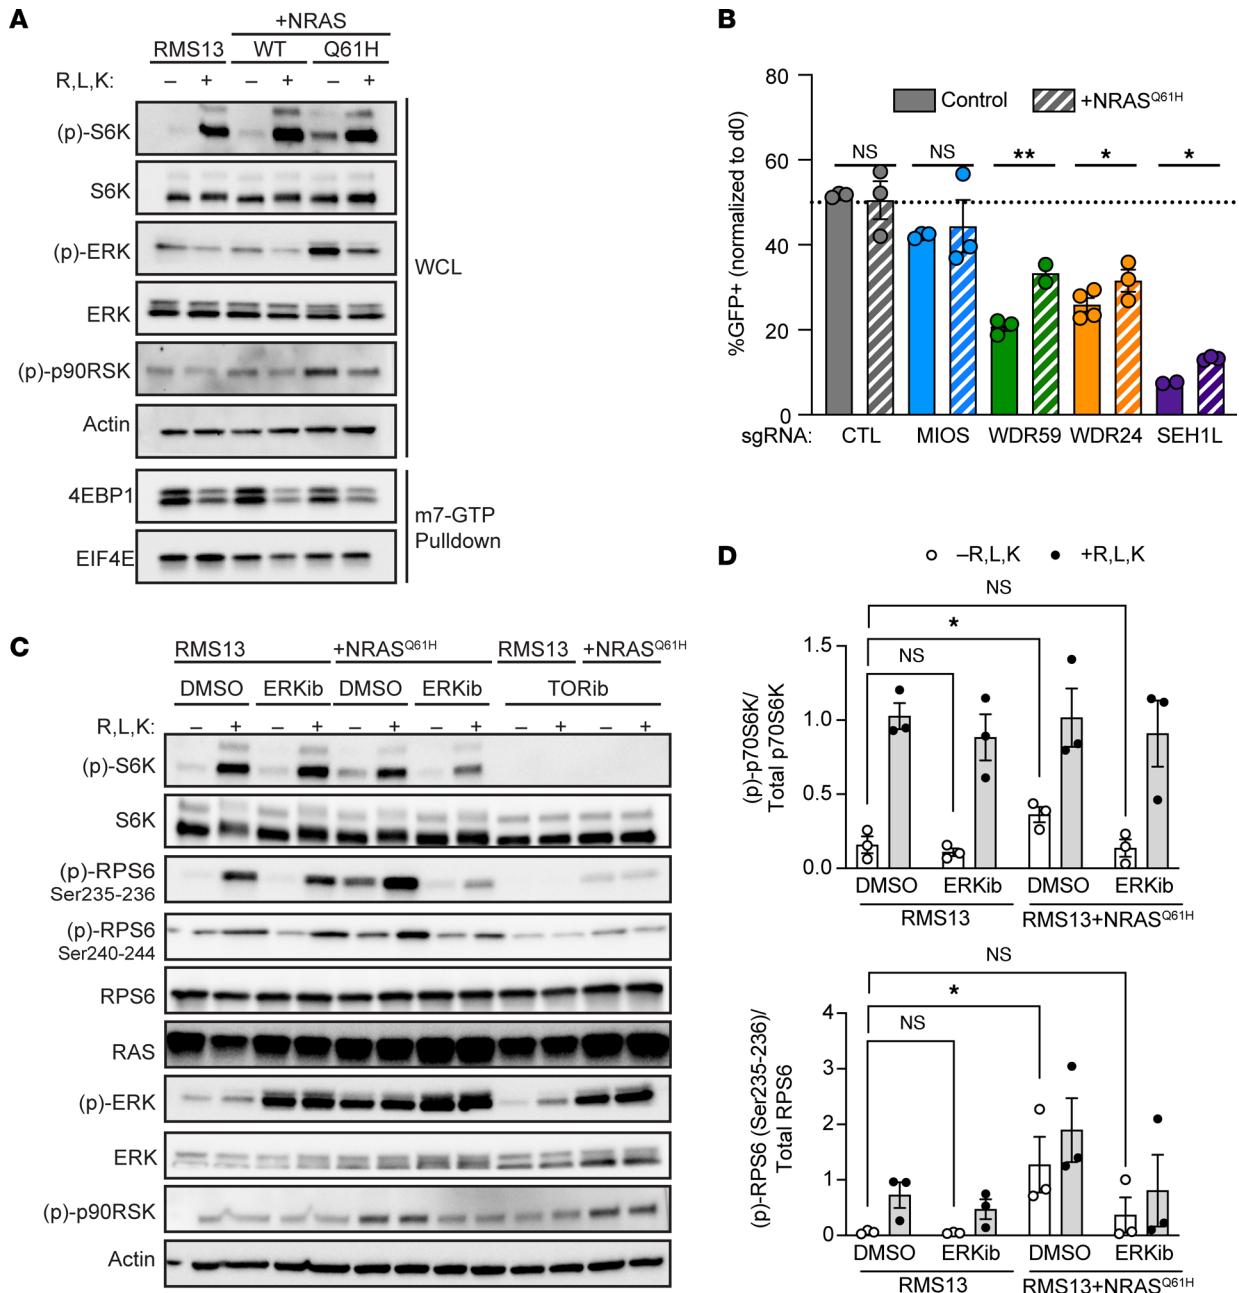 A
+NRAS
RMS13 WT Q61H
R,L,K: – + – + – +
(p)-S6K
S6K
(p)-ERK
ERK
(p)-p90RSK
Actin
WCL
4EBP1
EIF4E
m7-GTP
Pulldown
B
%GFP+ (normalized to d0)
80
60
40
20
0
Control +NRAS^Q61H
NS NS ** * *
sgRNA: CTL MIOS WDR59 WDR24 SEH1L
C
RMS13 +NRAS^Q61H RMS13 +NRAS^Q61H
DMSO ERKib DMSO ERKib TORib
R,L,K: – + – + – + – + – + – +
(p)-S6K
S6K
(p)-RPS6
Ser235-236
(p)-RPS6
Ser240-244
RPS6
RAS
(p)-ERK
ERK
(p)-p90RSK
Actin
D
–R,L,K +R,L,K
NS
*
NS
(p)-p70S6K/
Total p70S6K
1.5
1.0
0.5
0.0
DMSO ERKib DMSO ERKib
RMS13 RMS13+NRAS^Q61H
NS
*
NS
(p)-RPS6 (Ser235-236)/
Total RPS6
4
3
2
1
0
DMSO ERKib DMSO ERKib
RMS13 RMS13+NRAS^Q61H